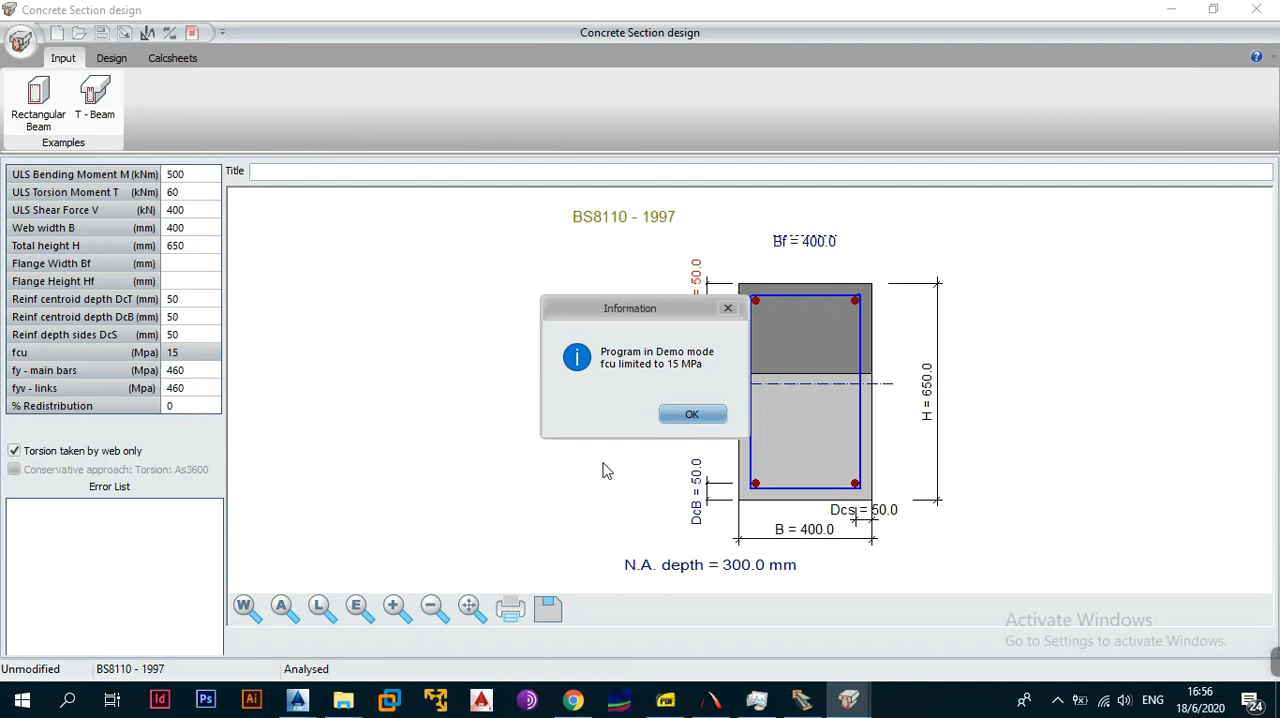 Concrete Section design
Concrete Section design
Input Design Calcsheets
Rectangular Beam
T - Beam
Examples
ULS Bending Moment M (kNm) 500
ULS Torsion Moment T (kNm) 60
ULS Shear Force V (kN) 400
Web width B (mm) 400
Total height H (mm) 650
Flange Width Bf (mm)
Flange Height Hf (mm)
Reinf centroid depth DcT (mm) 50
Reinf centroid depth DcB (mm) 50
Reinf depth sides DcS (mm) 50
fcu (Mpa) 15
fy - main bars (Mpa) 460
fyv - links (Mpa) 460
% Redistribution 0
Torsion taken by web only
Conservative approach: Torsion: As3600
Error List
Title
BS8110 - 1997
Bf = 400.0
= 50.0
Information
Program in Demo mode
fcu limited to 15 MPa
OK
H = 650.0
DcB = 50.0
Dcs = 50.0
B = 400.0
N.A. depth = 300.0 mm
W A L E
Activate Windows
Go to Settings to activate Windows.
Unmodified BS8110 - 1997 Analysed
Id Ps Ai
ENG
16:56
18/6/2020
24